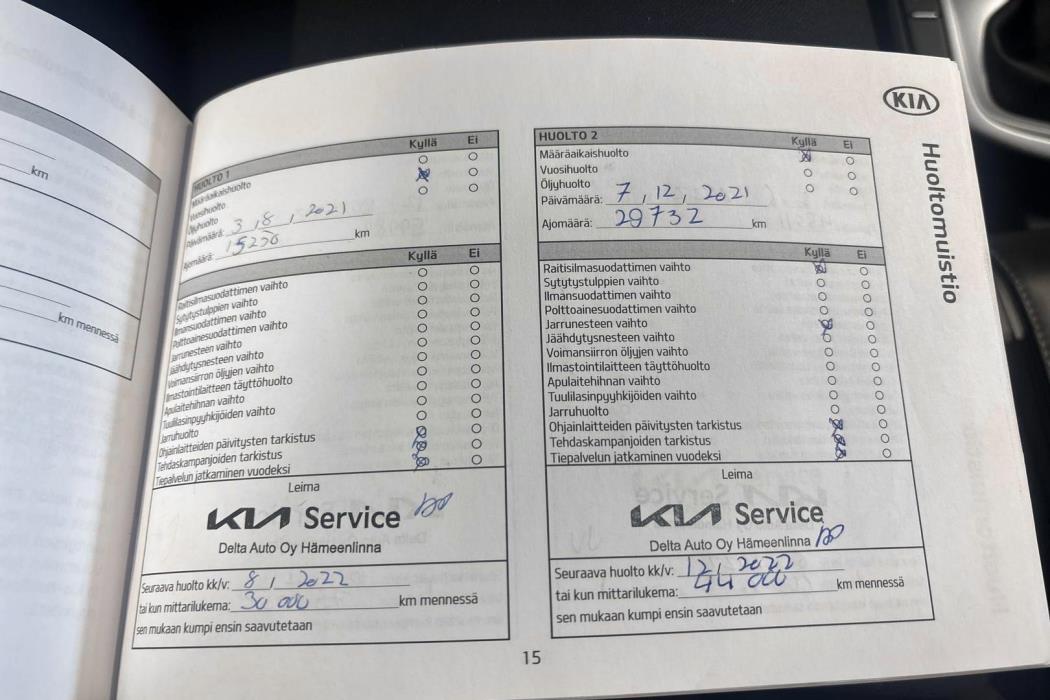 km
km mennessä
KIA
Huoltomuistio
HUOLTO 1 Kyllä Ei
Määräaikaishuolto
Vuosihuolto
Öljyhuolto
Päivämäärä: 3 / 8 / 2021
Ajomäärä: 15236 km
Kyllä Ei
Raitisilmasuodattimen vaihto
Sytytystulppien vaihto
Ilmansuodattimen vaihto
Polttoainesuodattimen vaihto
Jarrunesteen vaihto
Jäähdytysnesteen vaihto
Voimansiirron öljyjen vaihto
Ilmastointilaitteen täyttöhuolto
Apulaitehihnan vaihto
Tuulilasinpyyhkijöiden vaihto
Jarruhuolto
Ohjainlaitteiden päivitysten tarkistus
Tehdaskampanjoiden tarkistus
Tiepalvelun jatkaminen vuodeksi
Leima
KIA Service
Delta Auto Oy Hämeenlinna
Seuraava huolto kk/v: 8 / 2022
tai kun mittarilukema: 30 000 km mennessä
sen mukaan kumpi ensin saavutetaan
HUOLTO 2 Kyllä Ei
Määräaikaishuolto
Vuosihuolto
Öljyhuolto
Päivämäärä: 7 / 12 / 2021
Ajomäärä: 29732 km
Kyllä Ei
Raitisilmasuodattimen vaihto
Sytytystulppien vaihto
Ilmansuodattimen vaihto
Polttoainesuodattimen vaihto
Jarrunesteen vaihto
Jäähdytysnesteen vaihto
Voimansiirron öljyjen vaihto
Ilmastointilaitteen täyttöhuolto
Apulaitehihnan vaihto
Tuulilasinpyyhkijöiden vaihto
Jarruhuolto
Ohjainlaitteiden päivitysten tarkistus
Tehdaskampanjoiden tarkistus
Tiepalvelun jatkaminen vuodeksi
Leima
KIA Service
Delta Auto Oy Hämeenlinna
Seuraava huolto kk/v: 12 / 2022
tai kun mittarilukema: 44 000 km mennessä
sen mukaan kumpi ensin saavutetaan
15